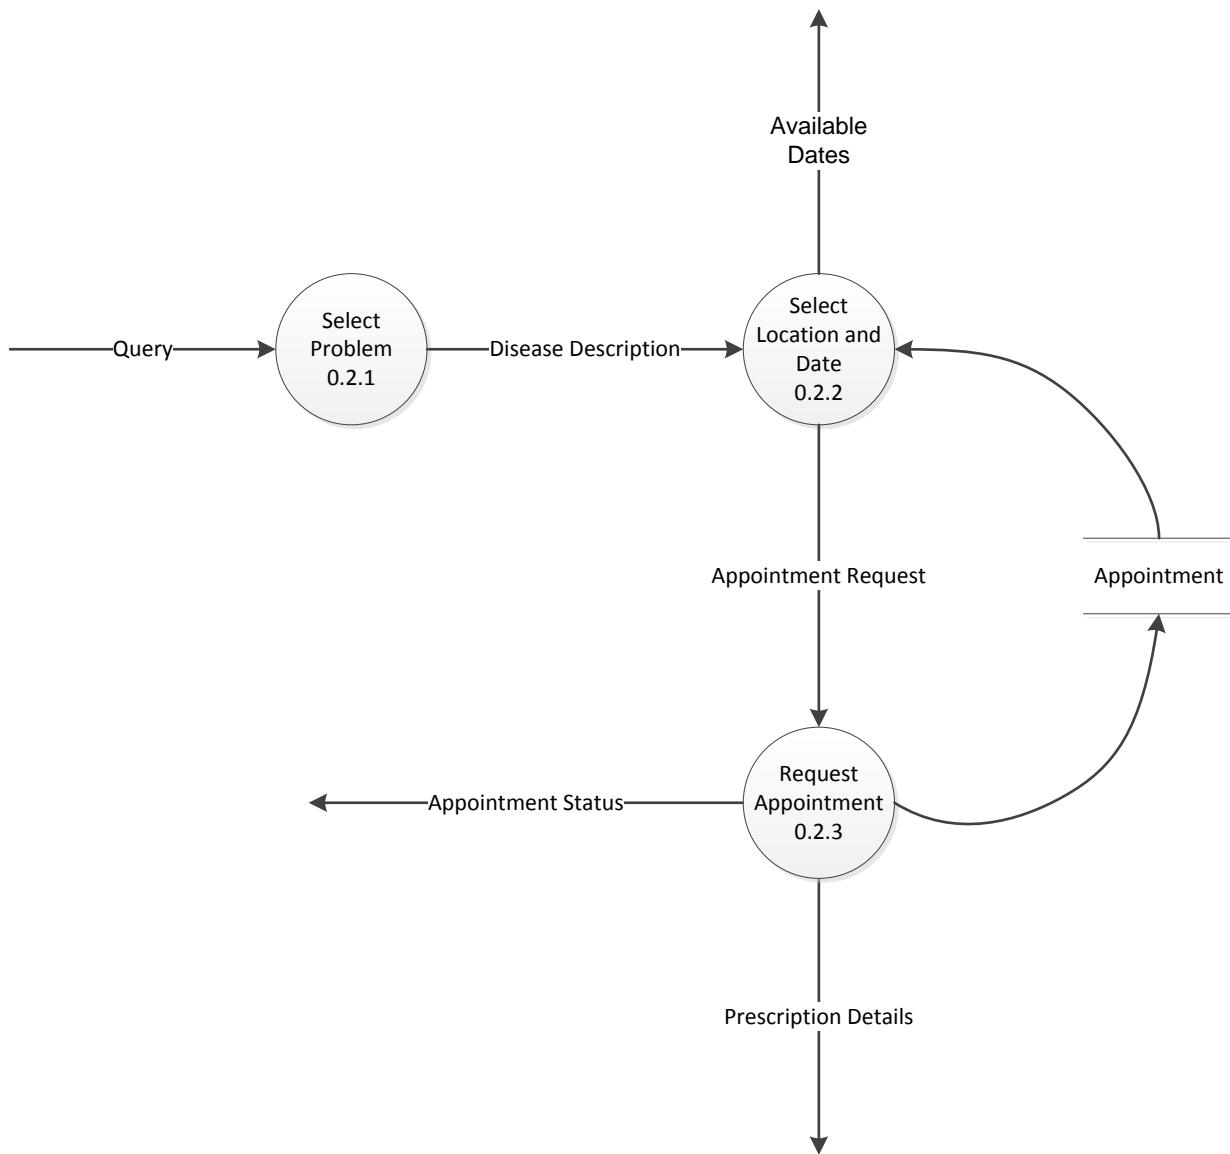 Available
Dates
Query
Select
Problem
0.2.1
Disease Description
Select
Location and
Date
0.2.2
Appointment Request
Appointment
Appointment Status
Request
Appointment
0.2.3
Prescription Details